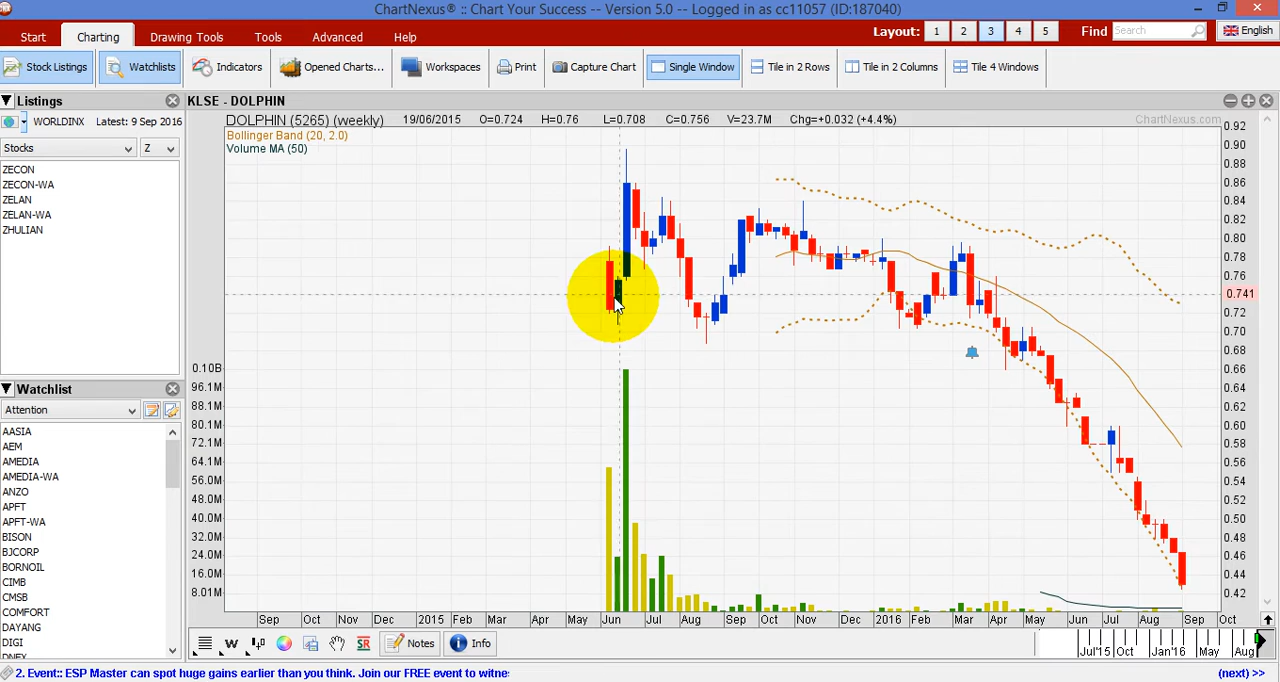 ChartNexus® :: Chart Your Success -- Version 5.0 -- Logged in as cc11057 (ID:187040)
Start Charting Drawing Tools Tools Advanced Help Layout: 1 2 3 4 5 Find Search English
Stock Listings Watchlists Indicators Opened Charts... Workspaces Print Capture Chart Single Window Tile in 2 Rows Tile in 2 Columns Tile 4 Windows
Listings
WORLDINX Latest: 9 Sep 2016
Stocks Z
ZECON
ZECON-WA
ZELAN
ZELAN-WA
ZHULIAN
Watchlist
Attention
AASIA
AEM
AMEDIA
AMEDIA-WA
ANZO
APFT
APFT-WA
BISON
BJCORP
BORNOIL
CIMB
CMSB
COMFORT
DAYANG
DIGI
KLSE - DOLPHIN
DOLPHIN (5265) (weekly) 19/06/2015 O=0.724 H=0.76 L=0.708 C=0.756 V=23.7M Chg=+0.032 (+4.4%) ChartNexus.com
Bollinger Band (20, 2.0)
Volume MA (50)
0.92
0.90
0.88
0.86
0.84
0.82
0.80
0.78
0.76
0.741
0.72
0.70
0.68
0.66
0.64
0.62
0.60
0.58
0.56
0.54
0.52
0.50
0.48
0.46
0.44
0.42
0.10B
96.1M
88.1M
80.1M
72.1M
64.1M
56.0M
48.0M
40.0M
32.0M
24.0M
16.0M
8.01M
Sep Oct Nov Dec 2015 Feb Mar Apr May Jun Jul Aug Sep Oct Nov Dec 2016 Feb Mar Apr May Jun Jul Aug Sep Oct
W SR Notes Info
Jul'15 Oct Jan'16 May Aug
2. Event:: ESP Master can spot huge gains earlier than you think. Join our FREE event to witne
(next) >>